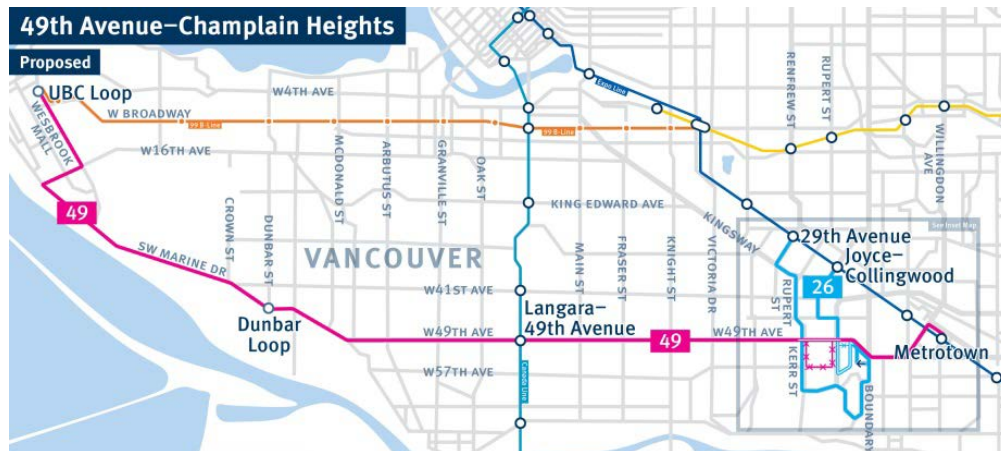 49th Avenue–Champlain Heights
Proposed
UBC Loop
W4TH AVE
W BROADWAY
99 B-Line
99 B-Line
Expo Line
WESBROOK
MALL
W16TH AVE
MCDONALD ST
ARBUTUS ST
GRANVILLE ST
OAK ST
RENFREW ST
RUPERT ST
WILLINGDON
AVE
KING EDWARD AVE
KINGSWAY
See Inset Map
49
CROWN ST
DUNBAR ST
SW MARINE DR
VANCOUVER
MAIN ST
FRASER ST
KNIGHT ST
VICTORIA DR
29th Avenue
Joyce–
Collingwood
26
RUPERT
ST
W41ST AVE
Dunbar
Loop
W49TH AVE
Langara–
49th Avenue
49
W49TH AVE
Metrotown
KERR ST
W57TH AVE
Canada Line
BOUNDARY